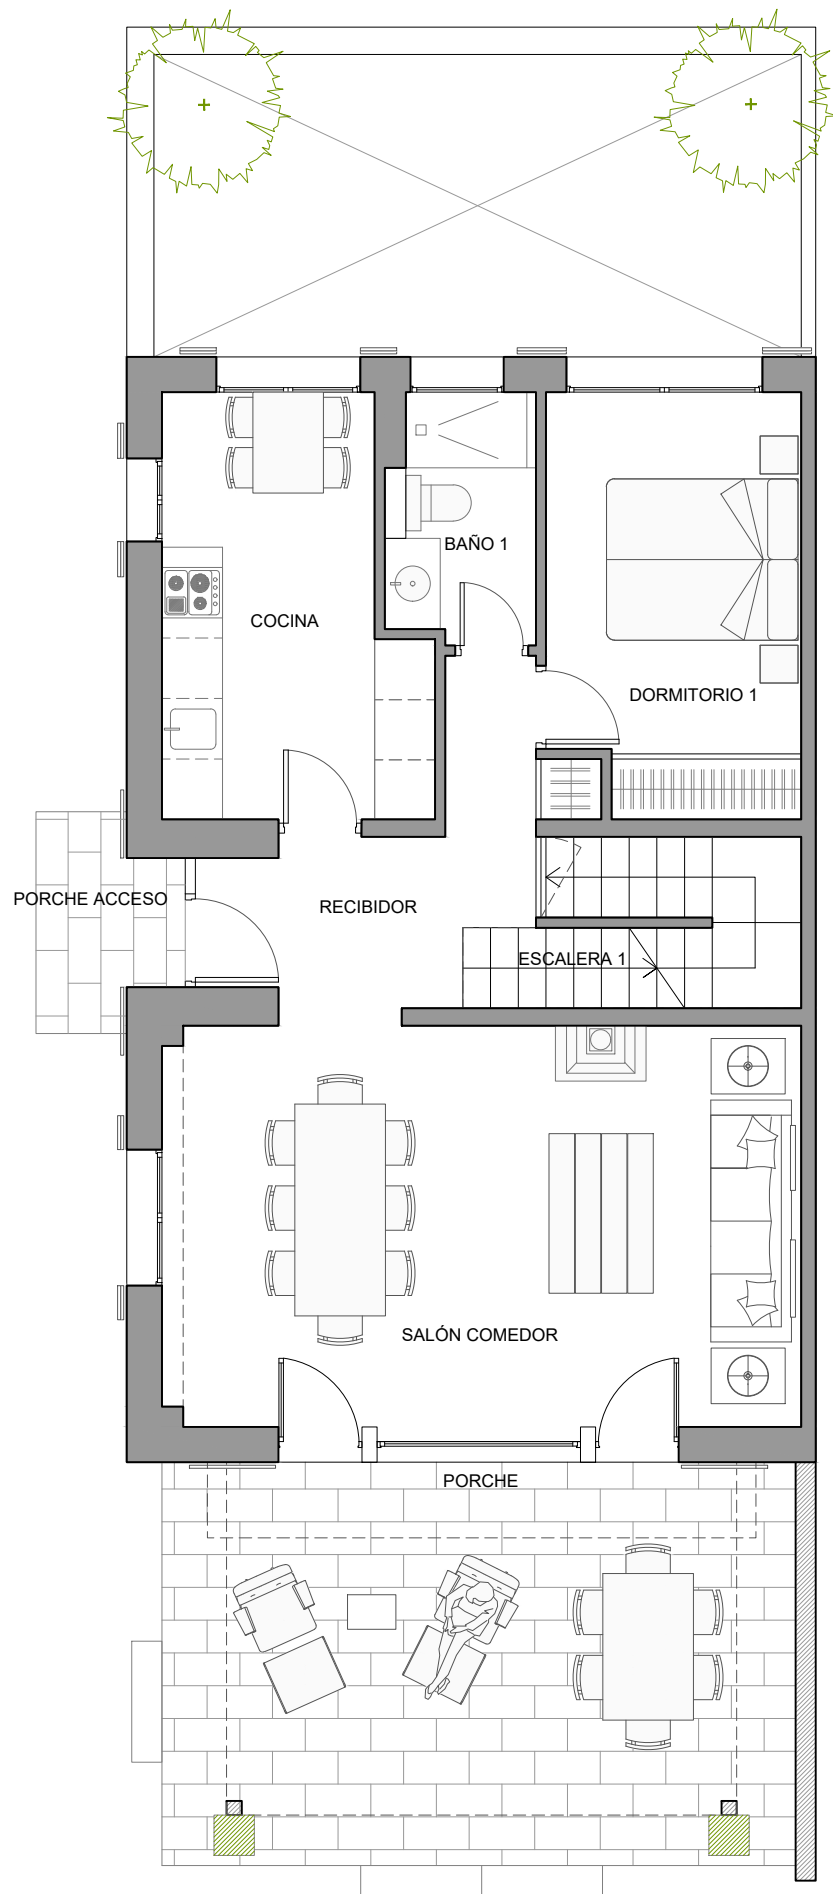 BAÑO 1
COCINA
DORMITORIO 1
PORCHE ACCESO
RECIBIDOR
ESCALERA 1
SALÓN COMEDOR
PORCHE